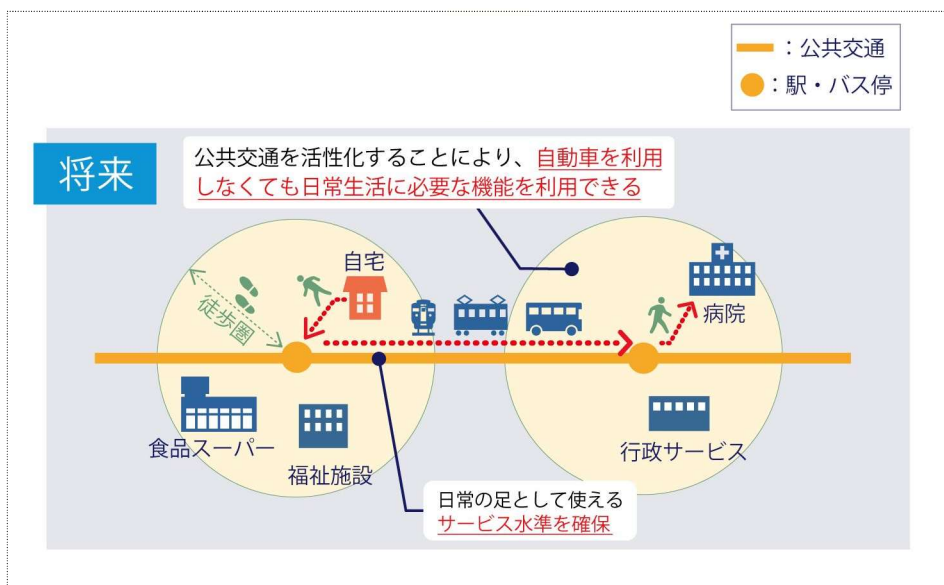 ：公共交通
：駅・バス停
将来
公共交通を活性化することにより、自動車を利用
しなくても日常生活に必要な機能を利用できる
自宅
徒歩圏
病院
食品スーパー
福祉施設
行政サービス
日常の足として使える
サービス水準を確保